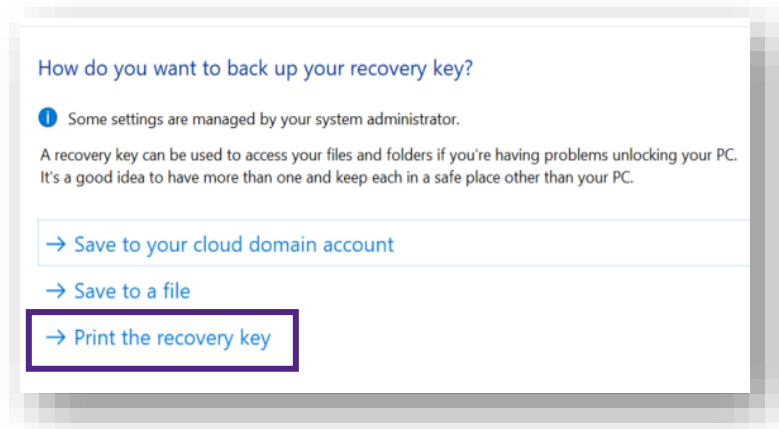 How do you want to back up your recovery key?
Some settings are managed by your system administrator.
A recovery key can be used to access your files and folders if you're having problems unlocking your PC.
It's a good idea to have more than one and keep each in a safe place other than your PC.
→ Save to your cloud domain account
→ Save to a file
→ Print the recovery key